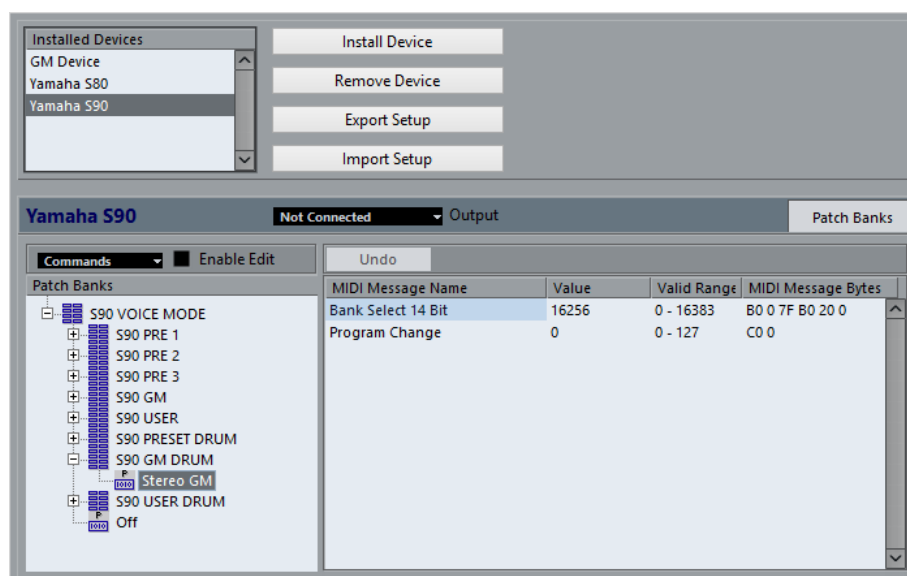 Installed Devices
GM Device
Yamaha S80
Yamaha S90
Install Device
Remove Device
Export Setup
Import Setup
Yamaha S90
Not Connected
Output
Patch Banks
Commands
Enable Edit
Undo
Patch Banks
S90 VOICE MODE
S90 PRE 1
S90 PRE 2
S90 PRE 3
S90 GM
S90 USER
S90 PRESET DRUM
S90 GM DRUM
Stereo GM
S90 USER DRUM
Off
MIDI Message Name Value Valid Range MIDI Message Bytes
Bank Select 14 Bit 16256 0 - 16383 B0 0 7F B0 20 0
Program Change 0 0 - 127 C0 0